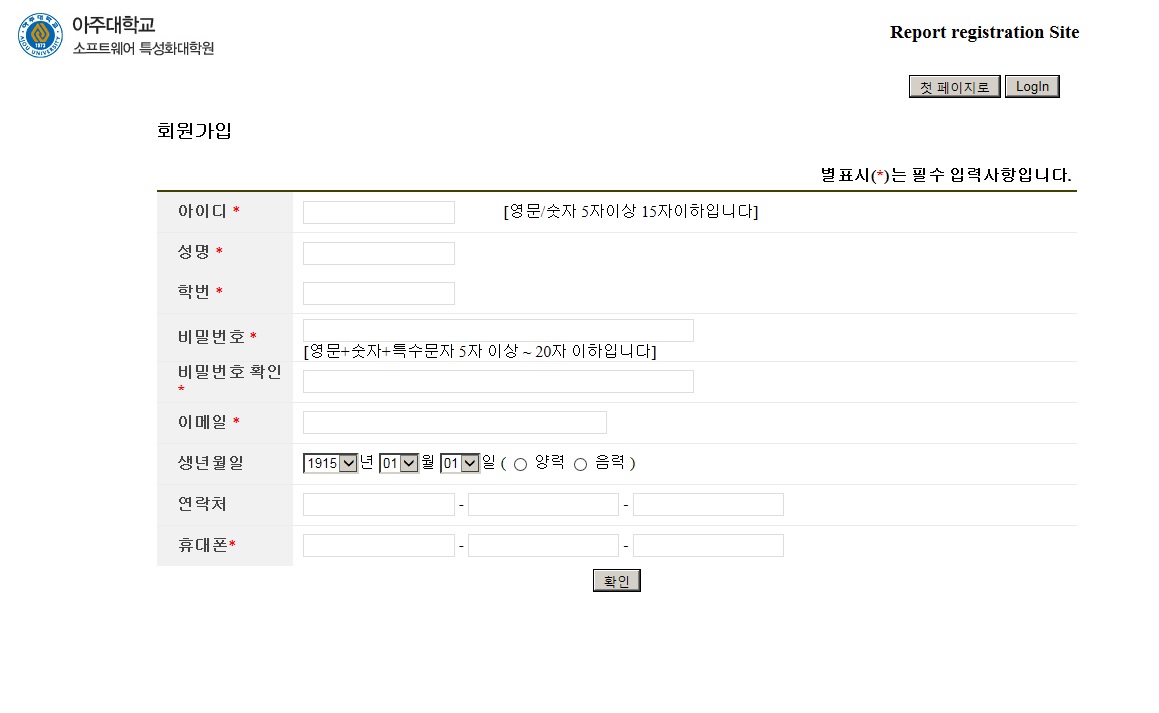 아주대학교
소프트웨어 특성화대학원
Report registration Site
첫 페이지로 LogIn
회원가입
별표시(*)는 필수 입력사항입니다.
아이디 * [영문/숫자 5자이상 15자이하입니다]
성명 *
학번 *
비밀번호 *
[영문+숫자+특수문자 5자 이상 ~ 20자 이하입니다]
비밀번호 확인
*
이메일 *
생년월일 1915 년 01 월 01 일 ( 양력 음력 )
연락처 - -
휴대폰* - -
확인